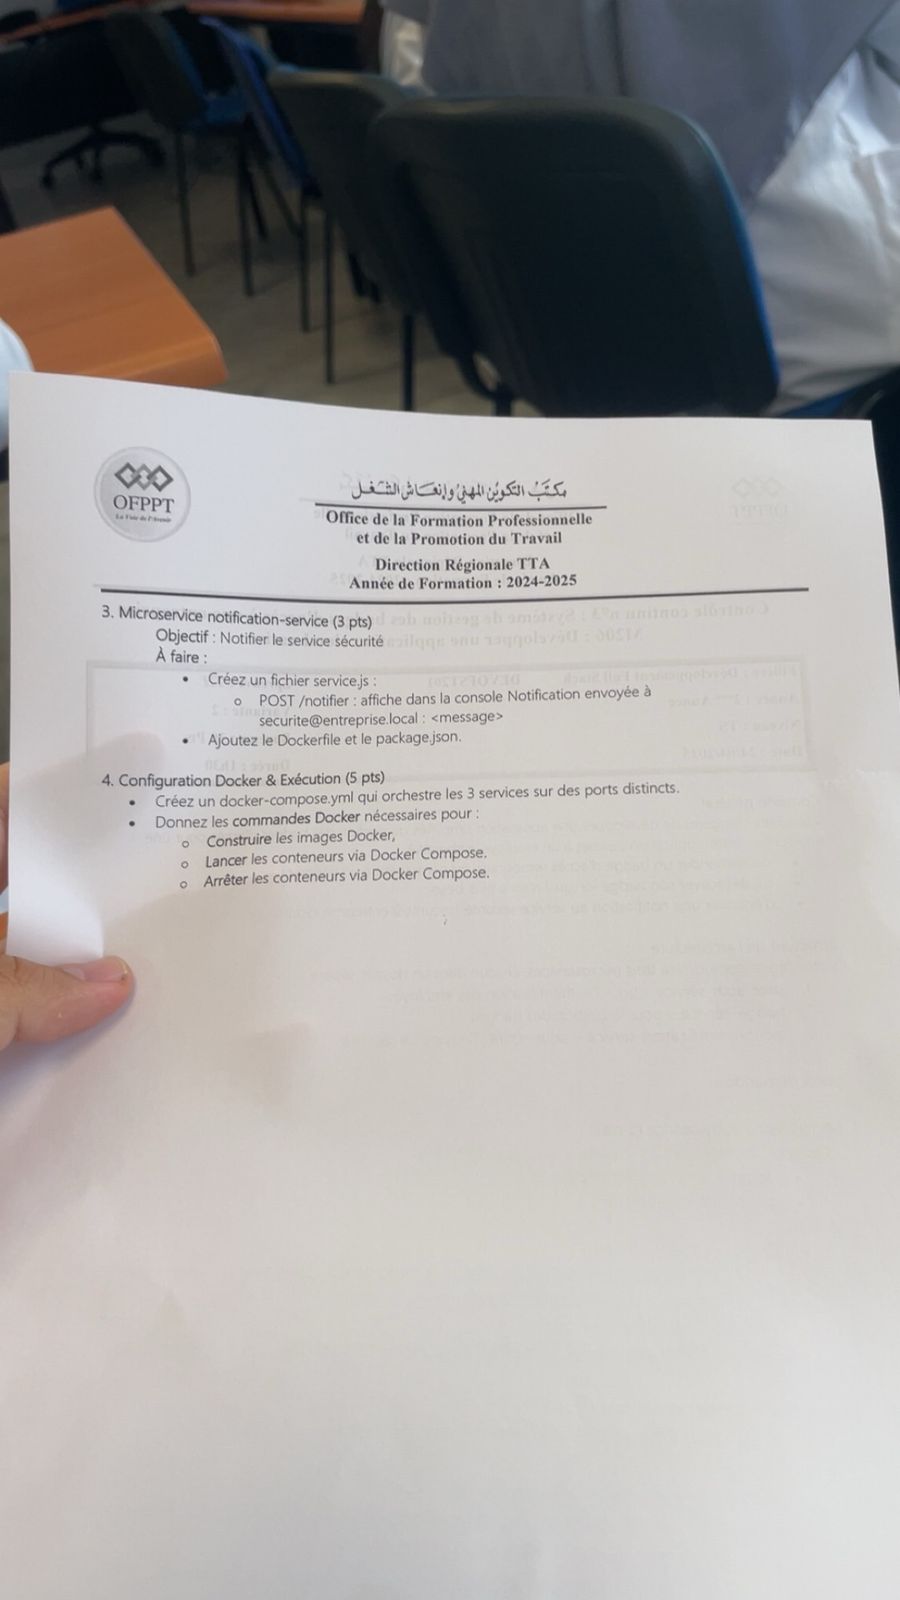 OFPPT
La Voie de l'Avenir
مكتب التكوين المهني وإنعاش الشغل
Office de la Formation Professionnelle
et de la Promotion du Travail
Direction Régionale TTA
Année de Formation : 2024-2025
3. Microservice notification-service (3 pts)
Objectif : Notifier le service sécurité
À faire :
• Créez un fichier service.js :
o POST /notifier : affiche dans la console Notification envoyée à
securite@entreprise.local : <message>
• Ajoutez le Dockerfile et le package.json.
4. Configuration Docker & Exécution (5 pts)
• Créez un docker-compose.yml qui orchestre les 3 services sur des ports distincts.
• Donnez les commandes Docker nécessaires pour :
o Construire les images Docker,
o Lancer les conteneurs via Docker Compose.
o Arrêter les conteneurs via Docker Compose.